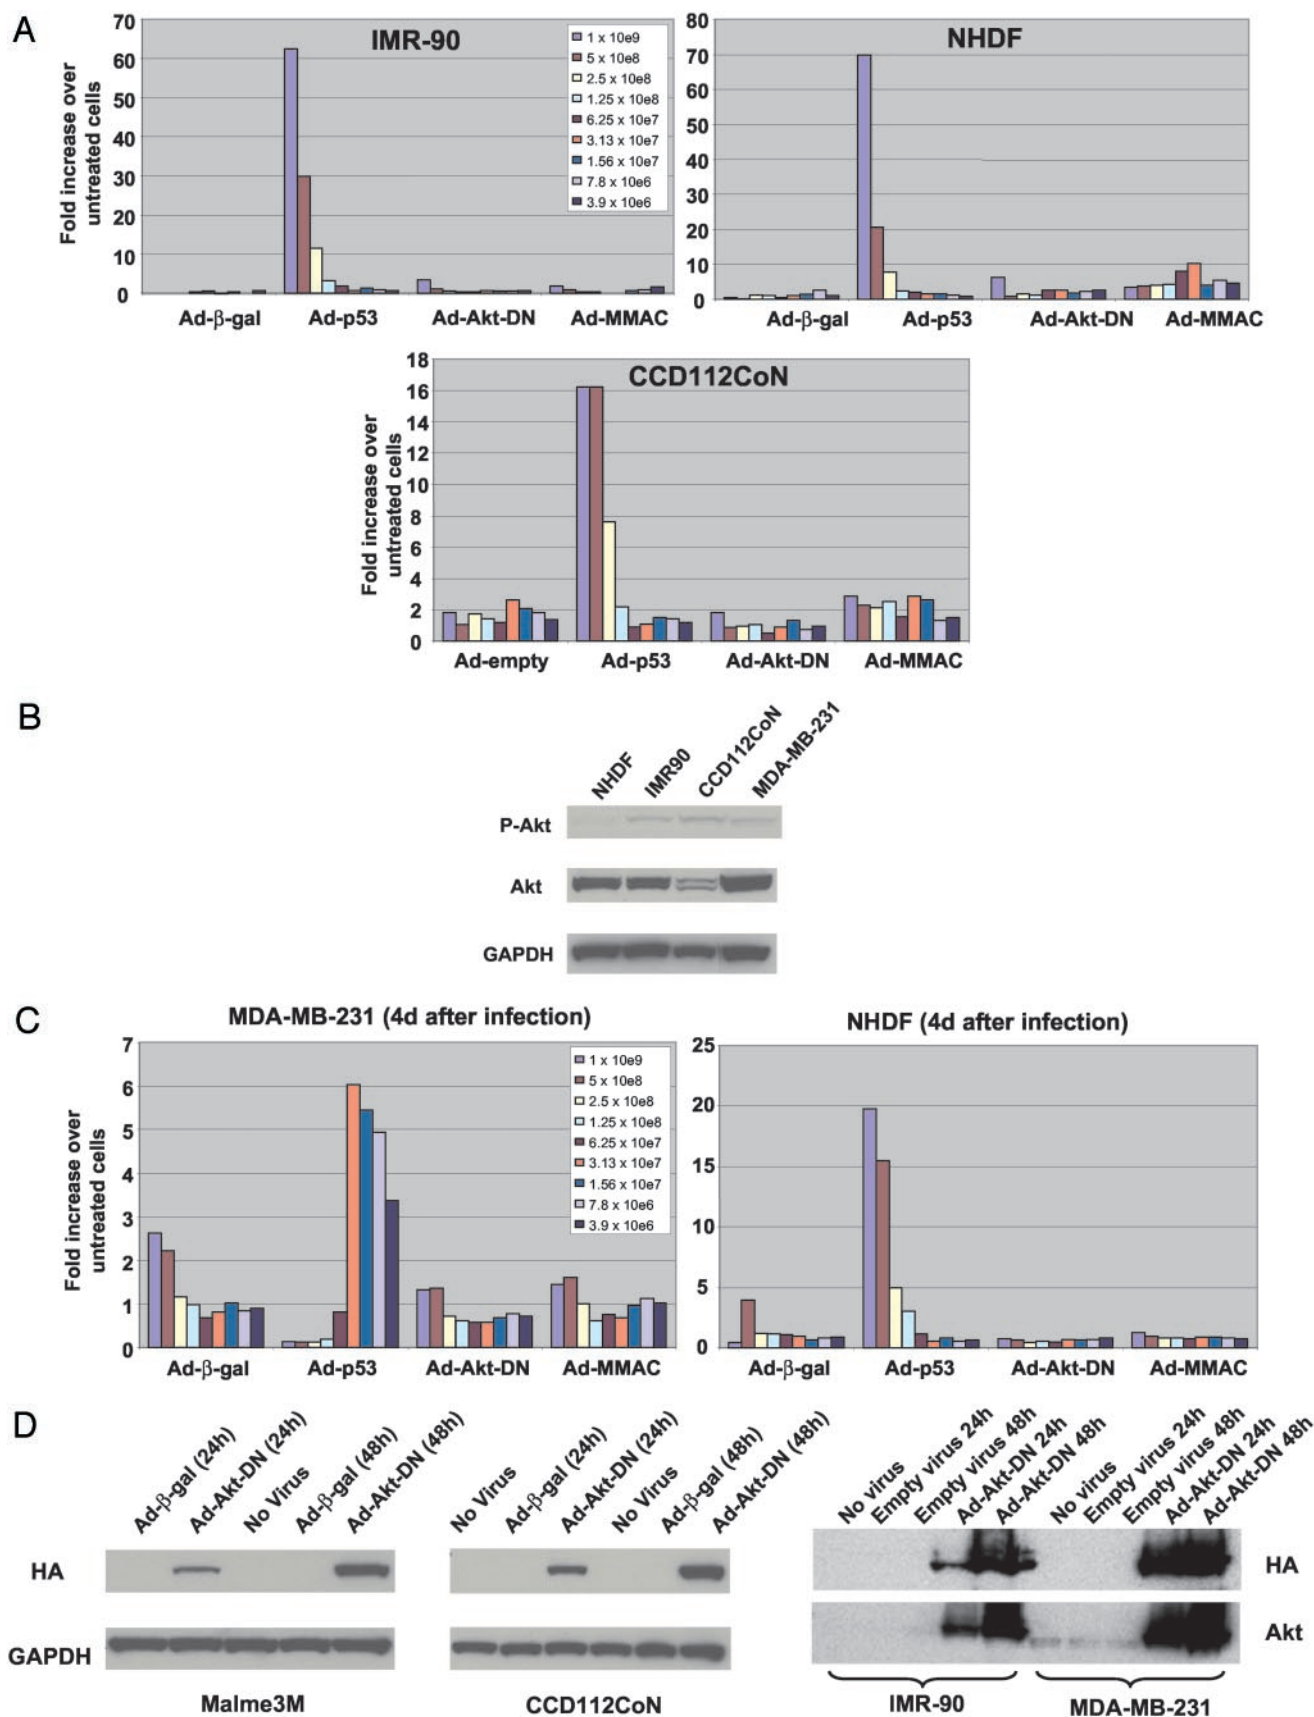 A
IMR-90
Fold increase over
untreated cells
70
60
50
40
30
20
10
0
1 x 10e9
5 x 10e8
2.5 x 10e8
1.25 x 10e8
6.25 x 10e7
3.13 x 10e7
1.56 x 10e7
7.8 x 10e6
3.9 x 10e6
Ad-β-gal Ad-p53 Ad-Akt-DN Ad-MMAC
NHDF
80
70
60
50
40
30
20
10
0
Ad-β-gal Ad-p53 Ad-Akt-DN Ad-MMAC
CCD112CoN
Fold increase over
untreated cells
18
16
14
12
10
8
6
4
2
0
Ad-empty Ad-p53 Ad-Akt-DN Ad-MMAC
B
NHDF
IMR90
CCD112CoN
MDA-MB-231
P-Akt
Akt
GAPDH
C
MDA-MB-231 (4d after infection)
Fold increase over
untreated cells
7
6
5
4
3
2
1
0
1 x 10e9
5 x 10e8
2.5 x 10e8
1.25 x 10e8
6.25 x 10e7
3.13 x 10e7
1.56 x 10e7
7.8 x 10e6
3.9 x 10e6
Ad-β-gal Ad-p53 Ad-Akt-DN Ad-MMAC
NHDF (4d after infection)
25
20
15
10
5
0
Ad-β-gal Ad-p53 Ad-Akt-DN Ad-MMAC
D
Ad-β-gal (24h)
Ad-Akt-DN (24h)
No Virus
Ad-β-gal (48h)
Ad-Akt-DN (48h)
HA
GAPDH
Malme3M
No Virus
Ad-β-gal (24h)
Ad-Akt-DN (24h)
No Virus
Ad-β-gal (48h)
Ad-Akt-DN (48h)
CCD112CoN
No virus
Empty virus 24h
Empty virus 48h
Ad-Akt-DN 24h
Ad-Akt-DN 48h
No virus
Empty virus 24h
Empty virus 48h
Ad-Akt-DN 24h
Ad-Akt-DN 48h
HA
Akt
IMR-90
MDA-MB-231